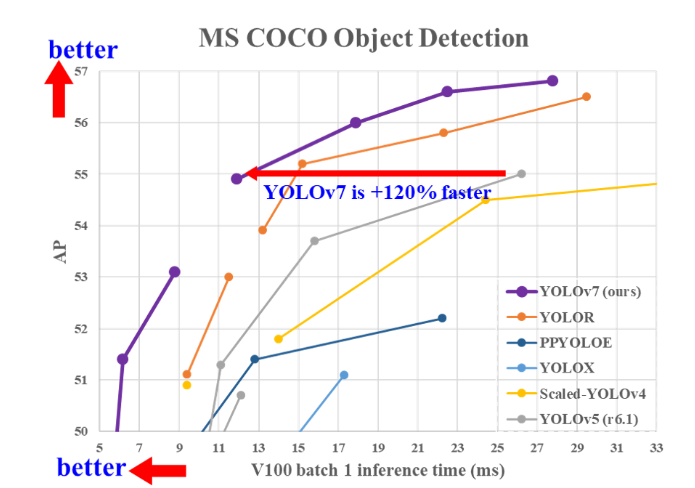 MS COCO Object Detection
better
57
56
55
54
53
52
51
50
AP
YOLOv7 is +120% faster
YOLOv7 (ours)
YOLOR
PPYOLOE
YOLOX
Scaled-YOLOv4
YOLOv5 (r6.1)
5 7 9 11 13 15 17 19 21 23 25 27 29 31 33
better
V100 batch 1 inference time (ms)